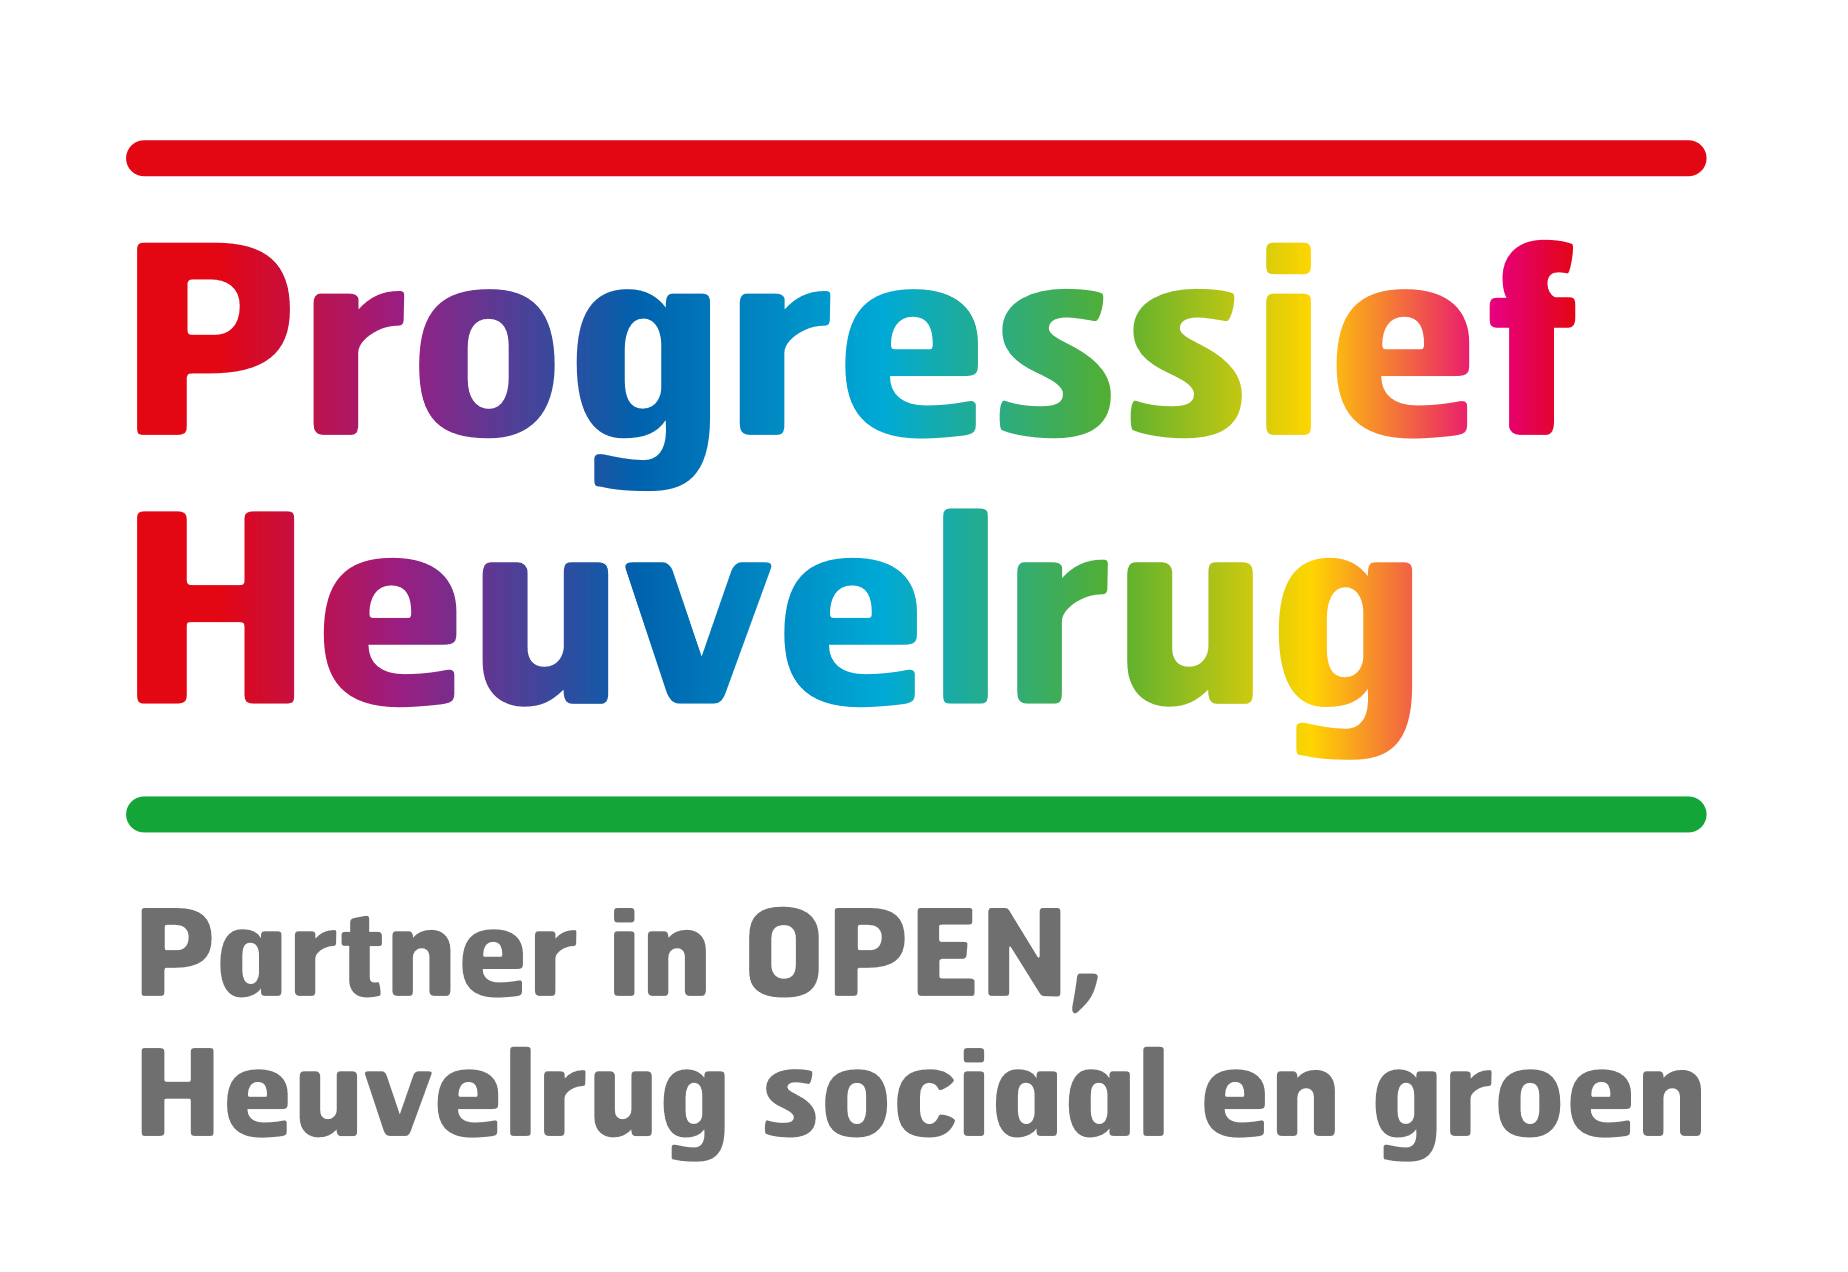 Progressief
Heuvelrug
Partner in OPEN,
Heuvelrug sociaal en groen